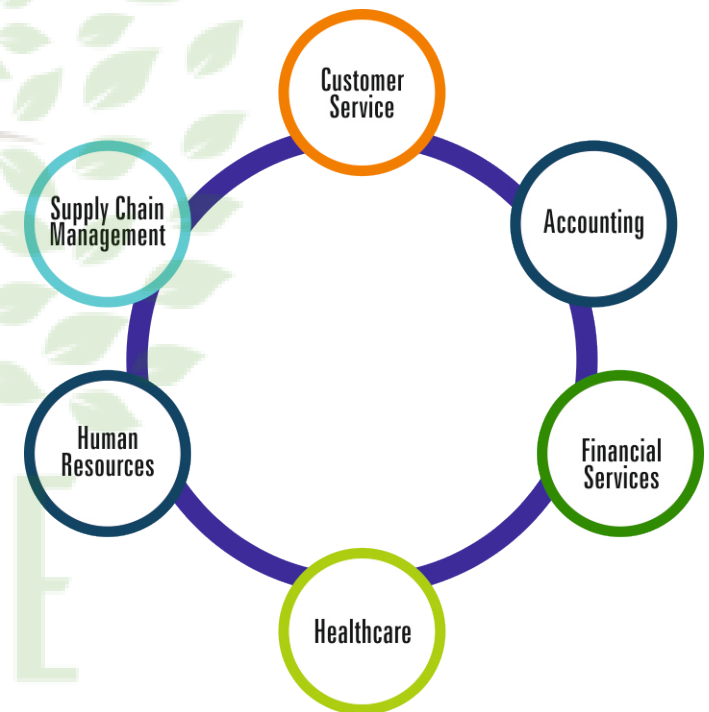 Customer
Service
Accounting
Financial
Services
Healthcare
Human
Resources
Supply Chain
Management
E